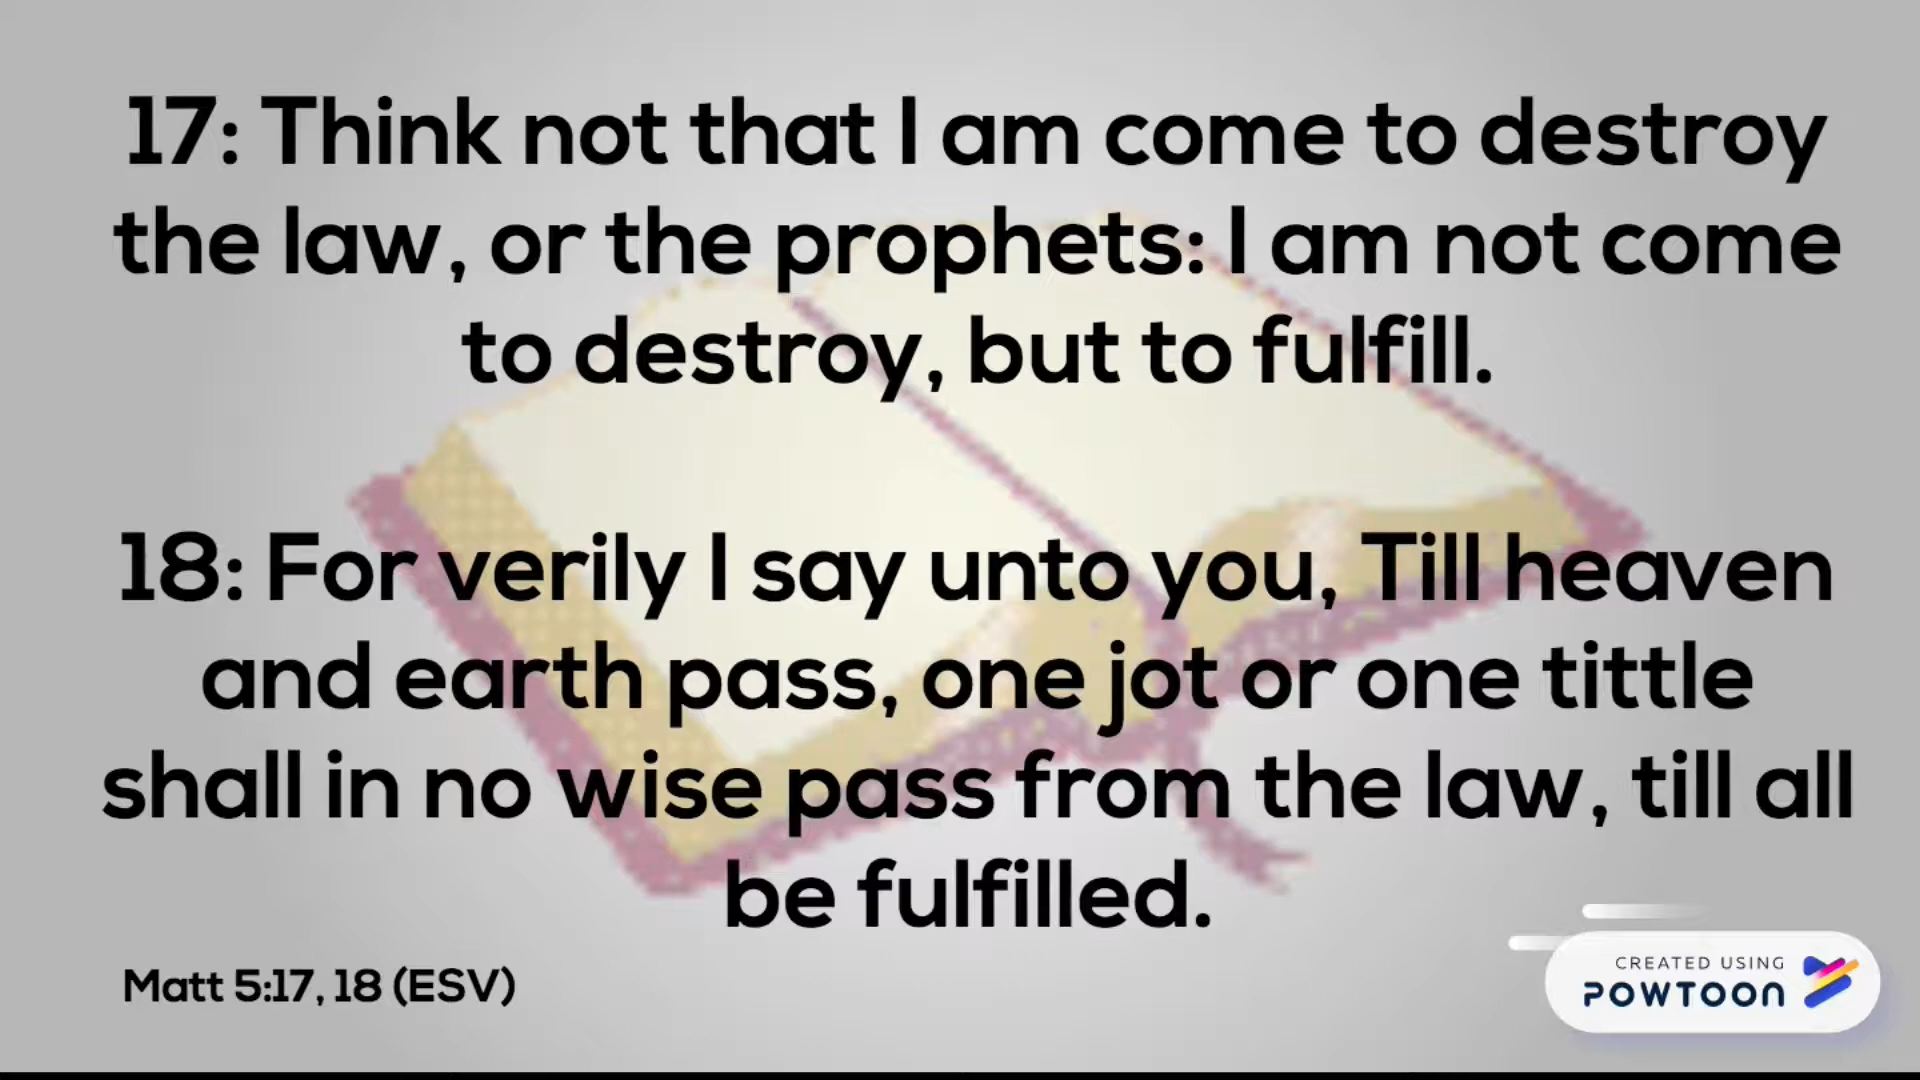 17: Think not that I am come to destroy
the law, or the prophets: I am not come
to destroy, but to fulfill.
18: For verily I say unto you, Till heaven
and earth pass, one jot or one tittle
shall in no wise pass from the law, till all
be fulfilled.
Matt 5:17, 18 (ESV)
CREATED USING
POWTOON